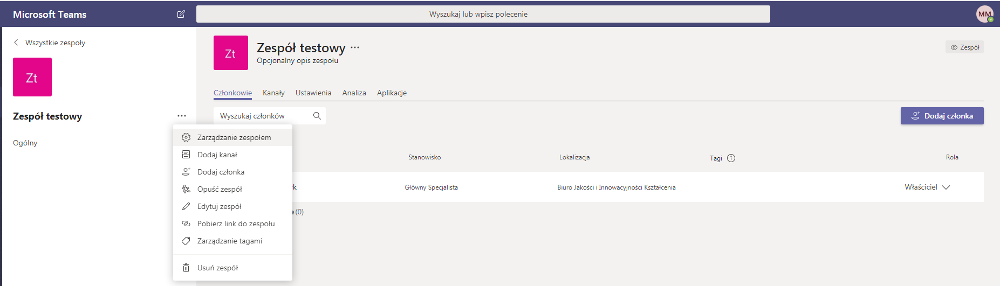 Microsoft Teams
Wyszukaj lub wpisz polecenie
MM
Wszystkie zespoły
Zt
Zespół testowy ...
Ogólny
Zarządzanie zespołem
Dodaj kanał
Dodaj członka
Opuść zespół
Edytuj zespół
Pobierz link do zespołu
Zarządzanie tagami
Usuń zespół
Zt
Zespół testowy ...
Opcjonalny opis zespołu
Zespół
Członkowie Kanały Ustawienia Analiza Aplikacje
Wyszukaj członków
Dodaj członka
Stanowisko Lokalizacja Tagi Rola
Główny Specjalista Biuro Jakości i Innowacyjności Kształcenia Właściciel
(0)